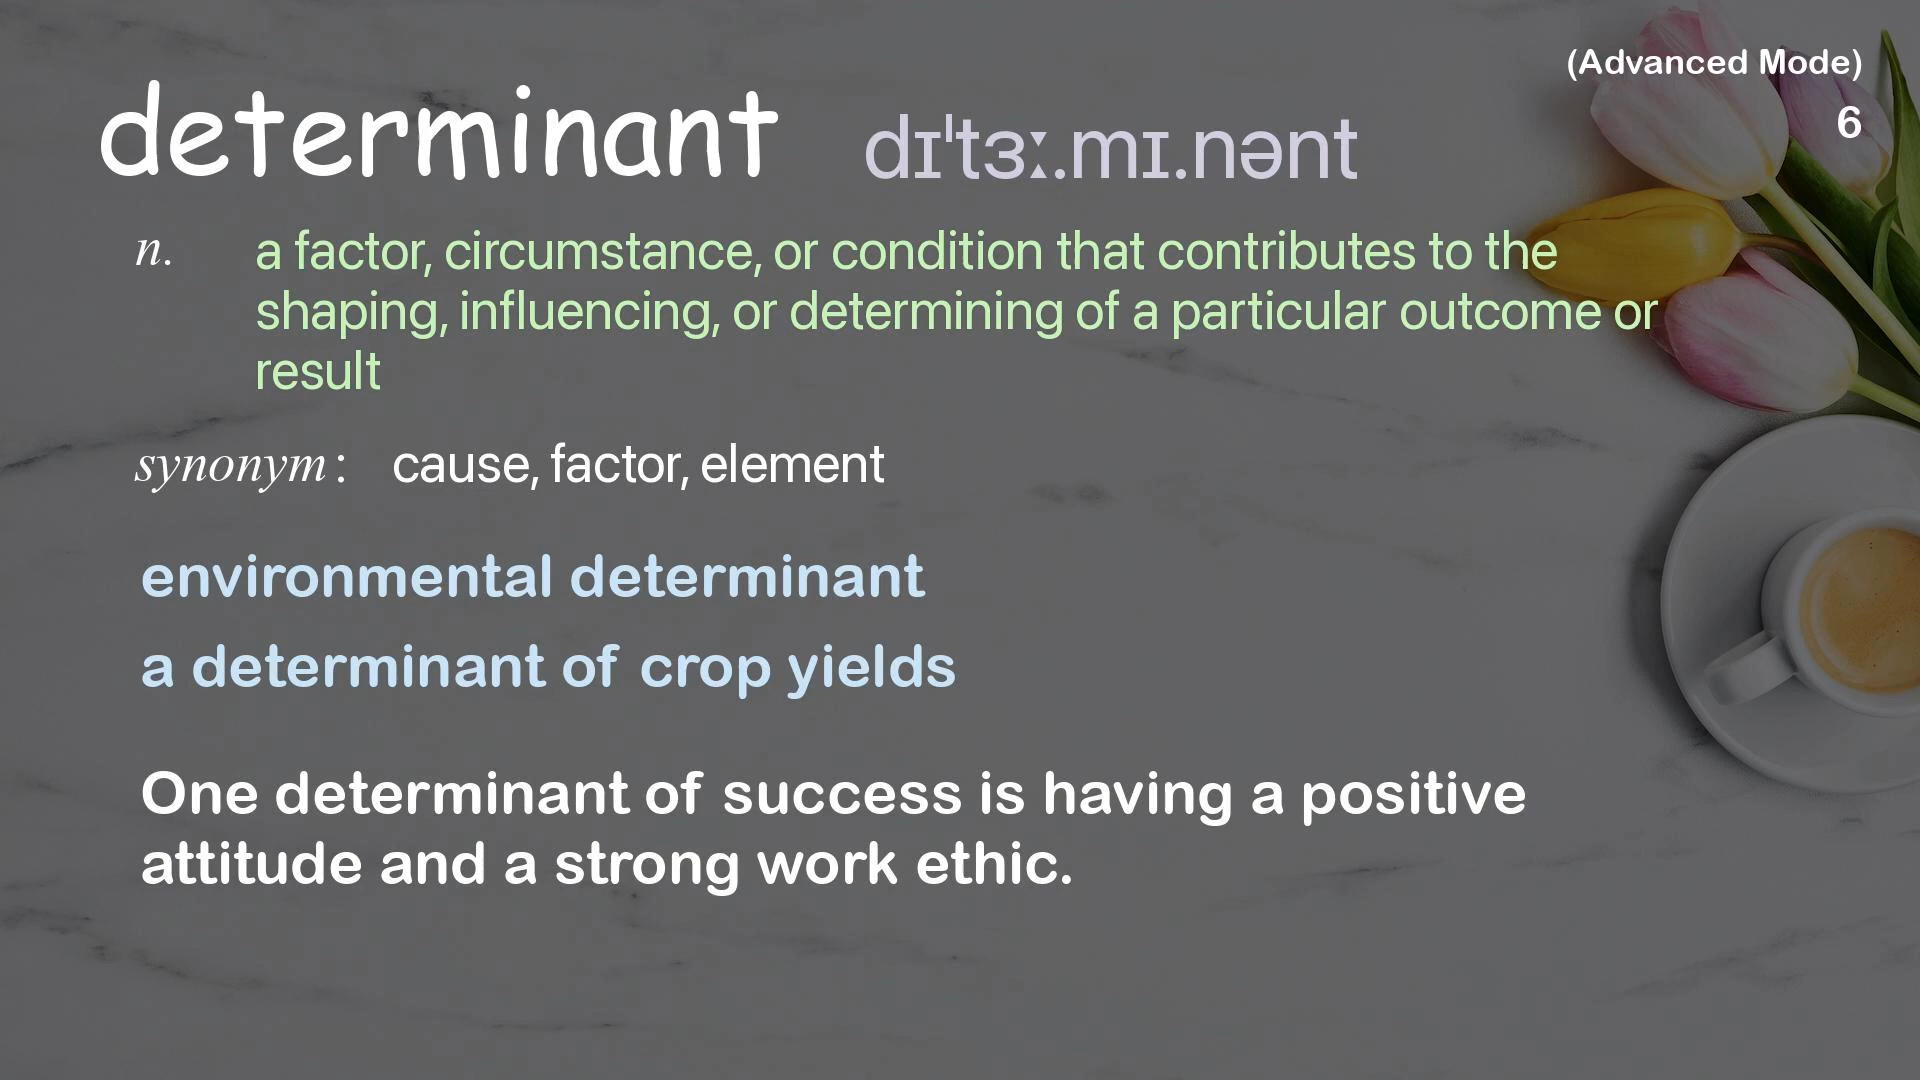 (Advanced Mode)
6
determinant dɪˈtɜː.mɪ.nənt
n. a factor, circumstance, or condition that contributes to the
shaping, influencing, or determining of a particular outcome or
result
synonym: cause, factor, element
environmental determinant
a determinant of crop yields
One determinant of success is having a positive
attitude and a strong work ethic.